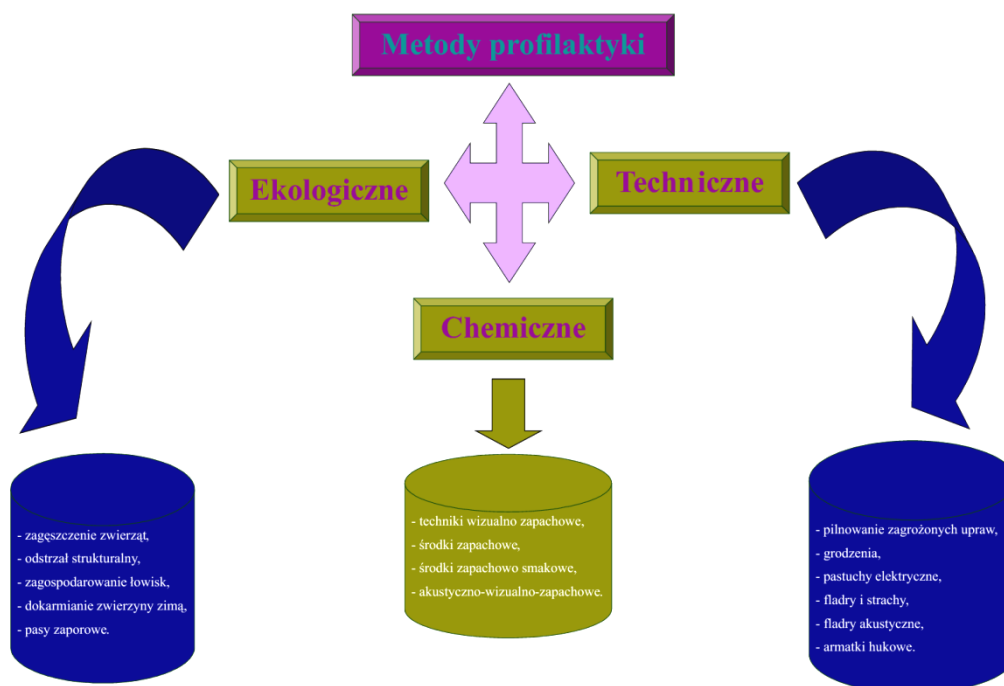 Metody profilaktyki
Ekologiczne
Techniczne
Chemiczne
- zagęszczenie zwierząt,
- odstrzał strukturalny,
- zagospodarowanie łowisk,
- dokarmianie zwierzyny zimą,
- pasy zaporowe.
- techniki wizualno zapachowe,
- środki zapachowe,
- środki zapachowo smakowe,
- akustyczno-wizualno-zapachowe.
- pilnowanie zagrożonych upraw,
- grodzenia,
- pastuchy elektryczne,
- fladry i strachy,
- fladry akustyczne,
- armatki hukowe.